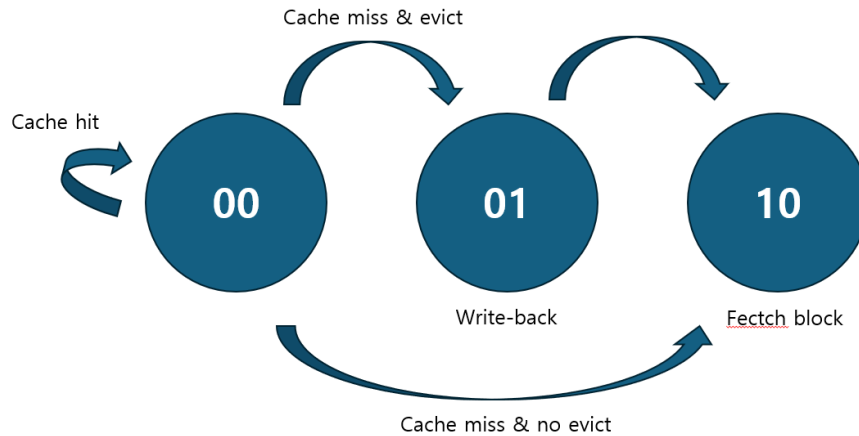 Cache miss & evict
Cache hit
00
01
10
Write-back
Fectch block
Cache miss & no evict